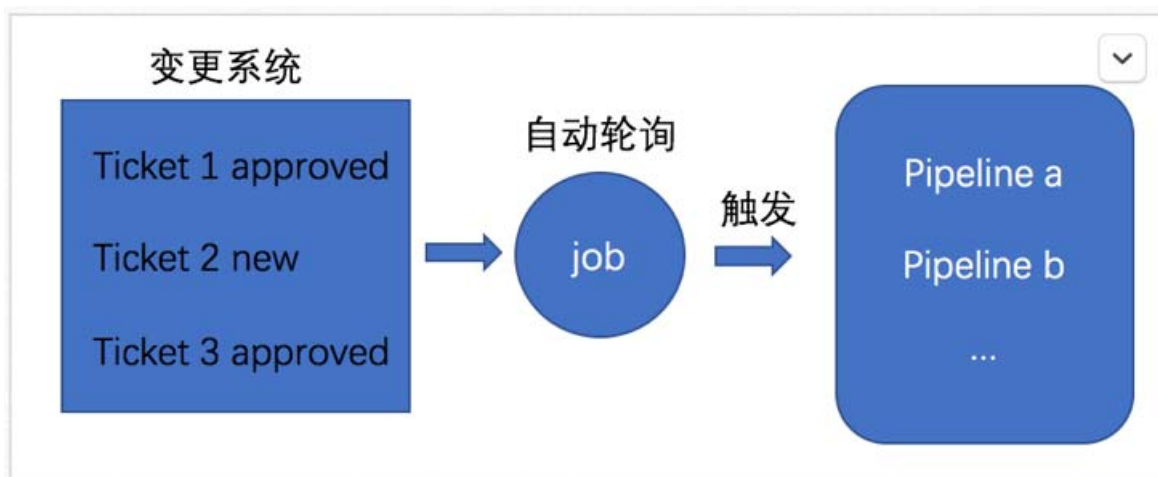 变更系统
Ticket 1 approved
Ticket 2 new
Ticket 3 approved
自动轮询
job
触发
Pipeline a
Pipeline b
...